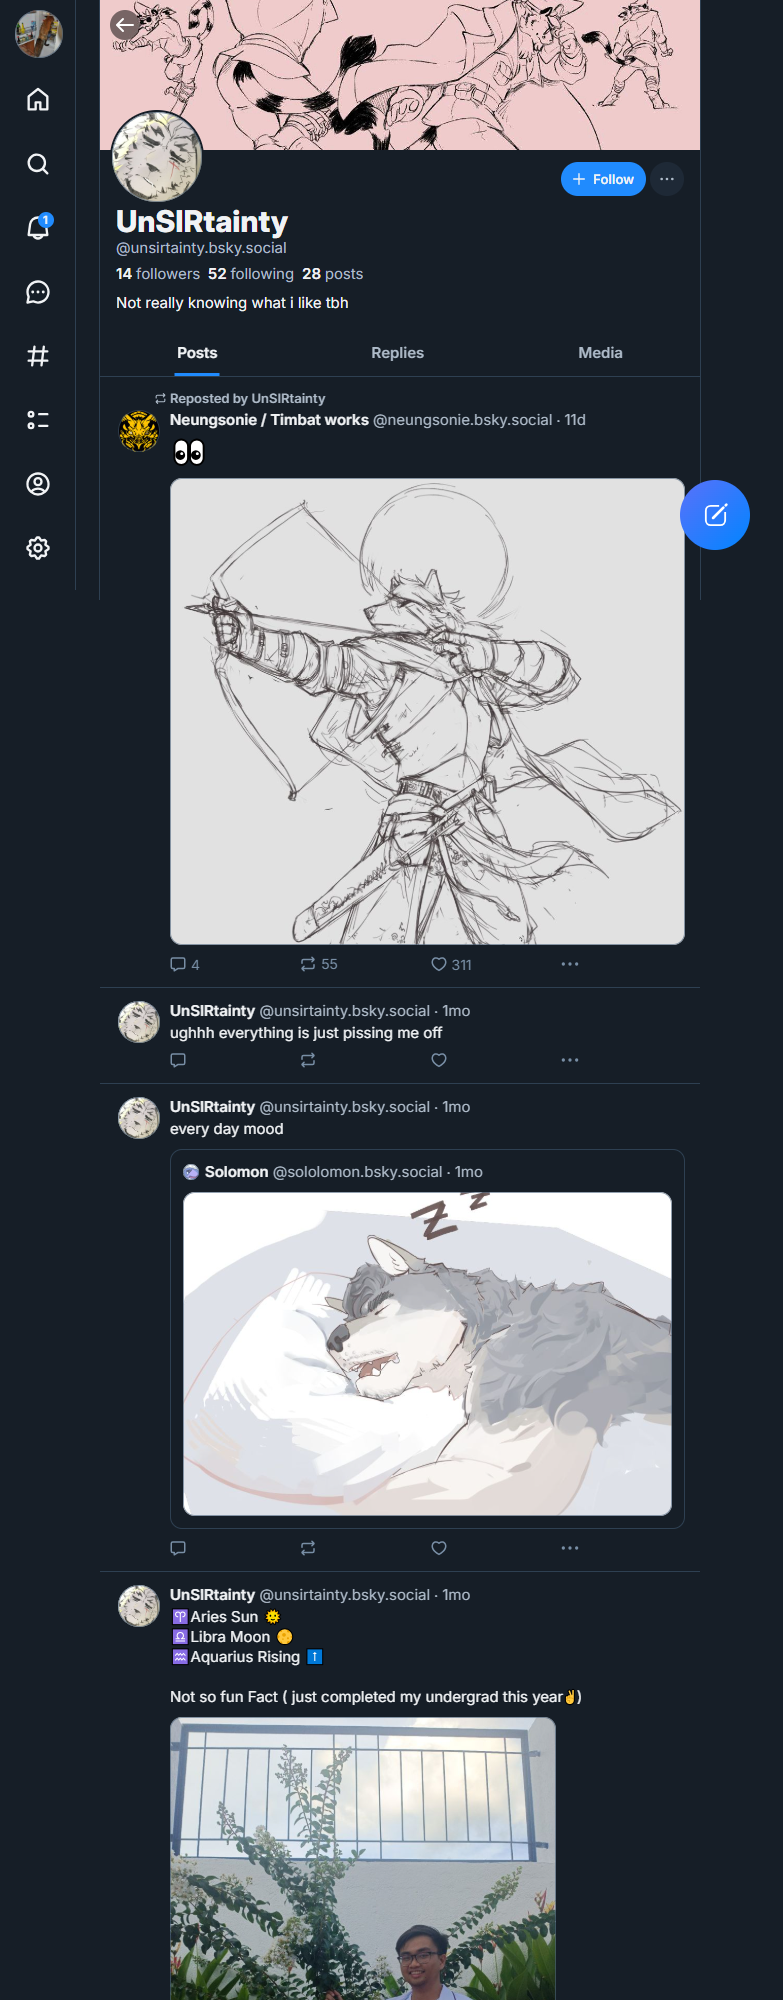 1
Follow
UnSIRtainty
@unsirtainty.bsky.social
14 followers 52 following 28 posts
Not really knowing what i like tbh
Posts Replies Media
Reposted by UnSIRtainty
Neungsonie / Timbat works @neungsonie.bsky.social · 11d
👀
4 55 311
UnSIRtainty @unsirtainty.bsky.social · 1mo
ughhh everything is just pissing me off
UnSIRtainty @unsirtainty.bsky.social · 1mo
every day mood
Solomon @sololomon.bsky.social · 1mo
Z Z
UnSIRtainty @unsirtainty.bsky.social · 1mo
♈Aries Sun 🌞
♎Libra Moon 🌕
♒Aquarius Rising ⬆️
Not so fun Fact ( just completed my undergrad this year✌️)